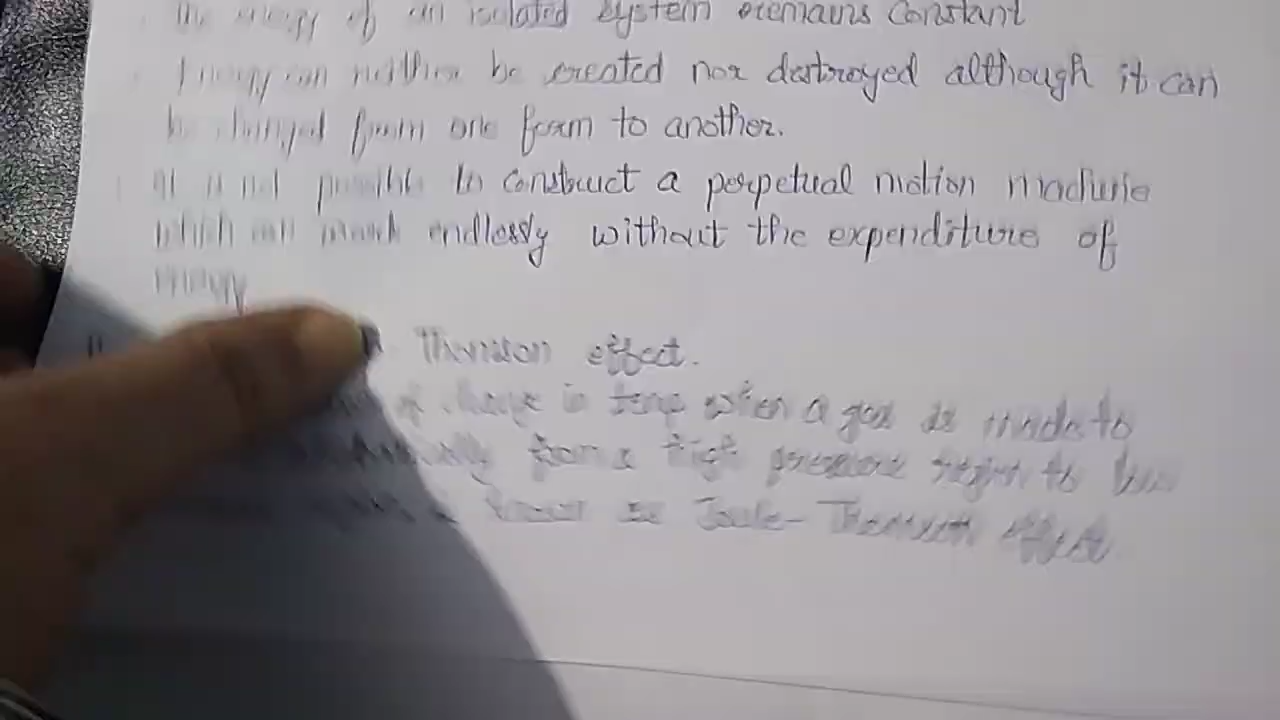 The energy of an isolated system remains constant
Energy can neither be created nor destroyed although it can
be changed from one form to another.
It is not possible to construct a perpetual motion machine
which can work endlessly without the expenditure of
energy
Thomson effect.
of change in temp when a gas is made to
from a high pressure region to low
known as Joule-Thomson effect